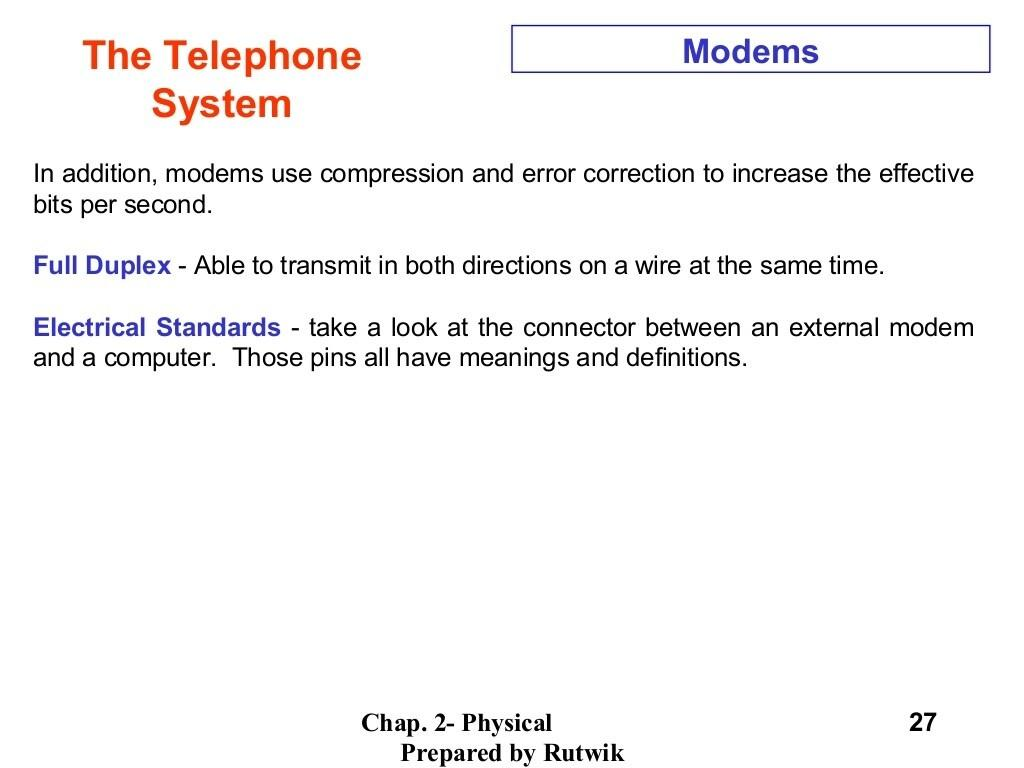 The Telephone
System
Modems
In addition, modems use compression and error correction to increase the effective
bits per second.
Full Duplex - Able to transmit in both directions on a wire at the same time.
Electrical Standards - take a look at the connector between an external modem
and a computer.  Those pins all have meanings and definitions.
Chap. 2- Physical
Prepared by Rutwik
27